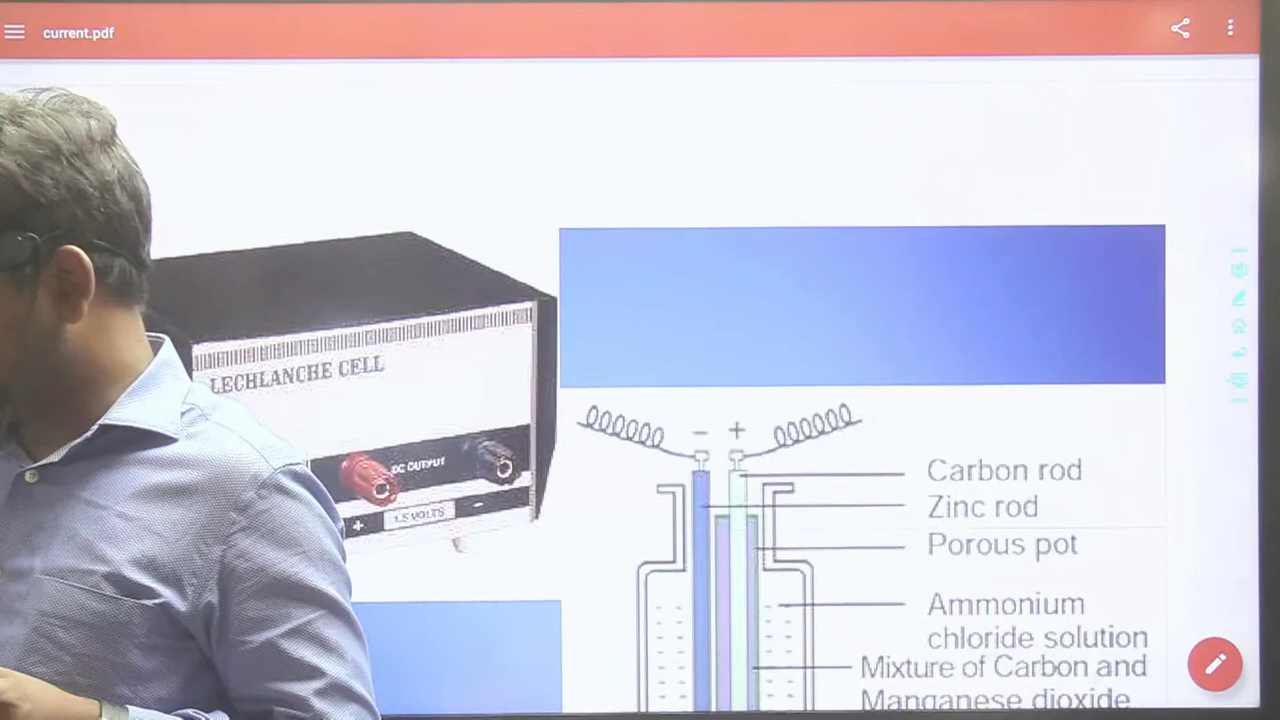 current.pdf
LECHLANCHE CELL
DC OUTPUT
+ 1.5 VOLTS -
- +
Carbon rod
Zinc rod
Porous pot
Ammonium
chloride solution
Mixture of Carbon and
Manganese dioxide